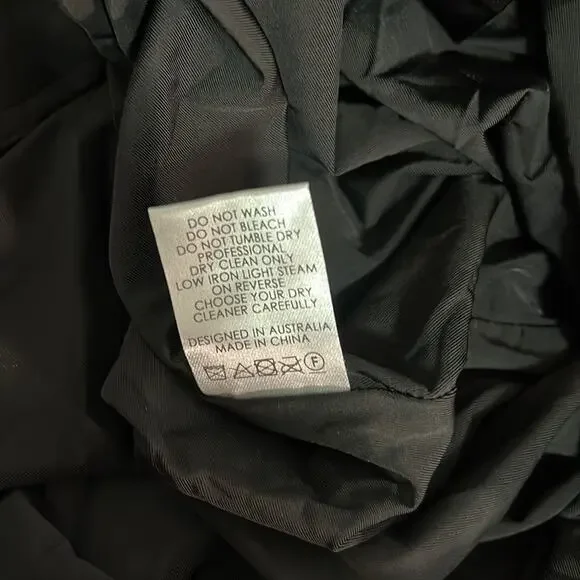 DO NOT WASH
DO NOT BLEACH
DO NOT TUMBLE DRY
PROFESSIONAL
DRY CLEAN ONLY
LOW IRON LIGHT STEAM
ON REVERSE
CHOOSE YOUR DRY
CLEANER CAREFULLY
DESIGNED IN AUSTRALIA
MADE IN CHINA
F